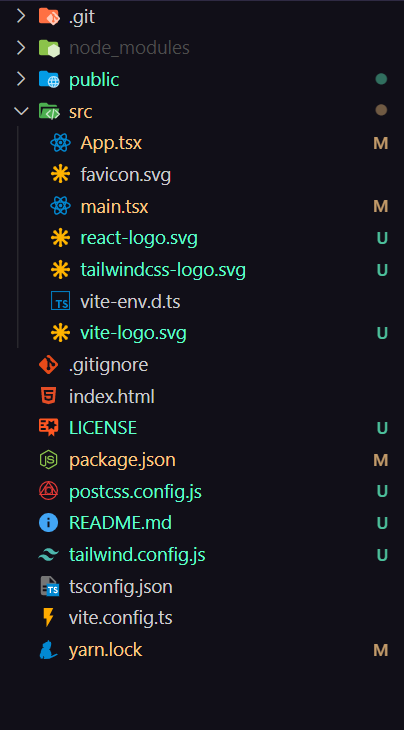 .git
node_modules
public
src
App.tsx M
favicon.svg
main.tsx M
react-logo.svg U
tailwindcss-logo.svg U
TS vite-env.d.ts
vite-logo.svg U
.gitignore
index.html
LICENSE U
package.json M
postcss.config.js U
README.md U
tailwind.config.js U
TS tsconfig.json
vite.config.ts
yarn.lock M